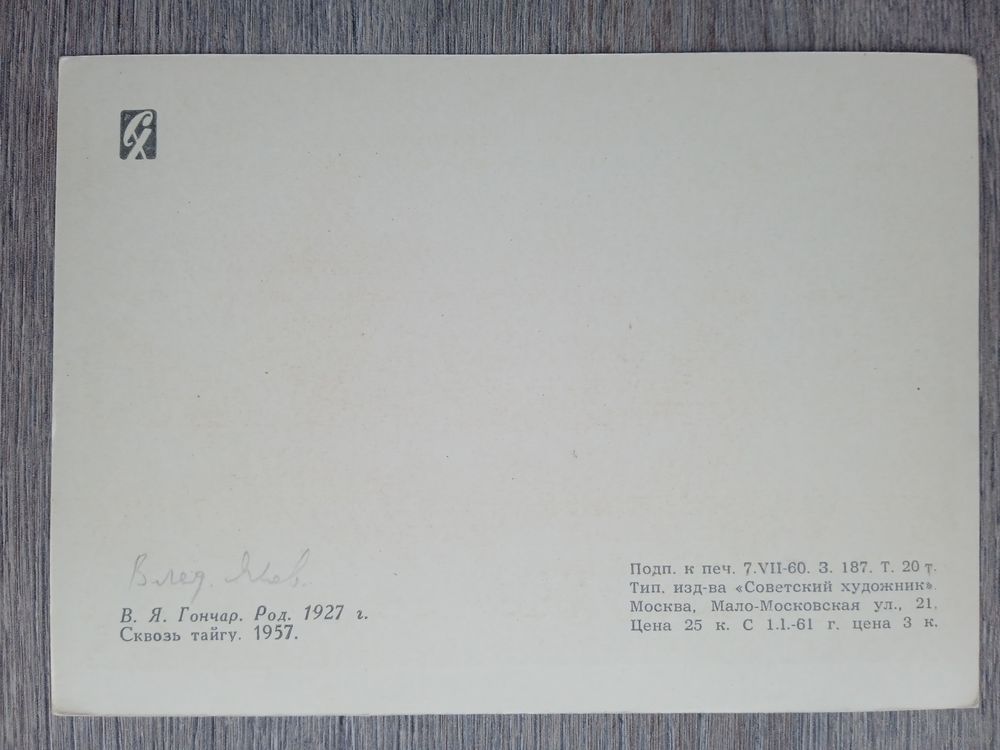 СХ
Влад. Яков.
В. Я. Гончар. Род. 1927 г.
Сквозь тайгу. 1957.
Подп. к печ. 7.VII-60. З. 187. Т. 20 т.
Тип. изд-ва «Советский художник».
Москва, Мало-Московская ул., 21.
Цена 25 к. С 1.I.-61 г. цена 3 к.